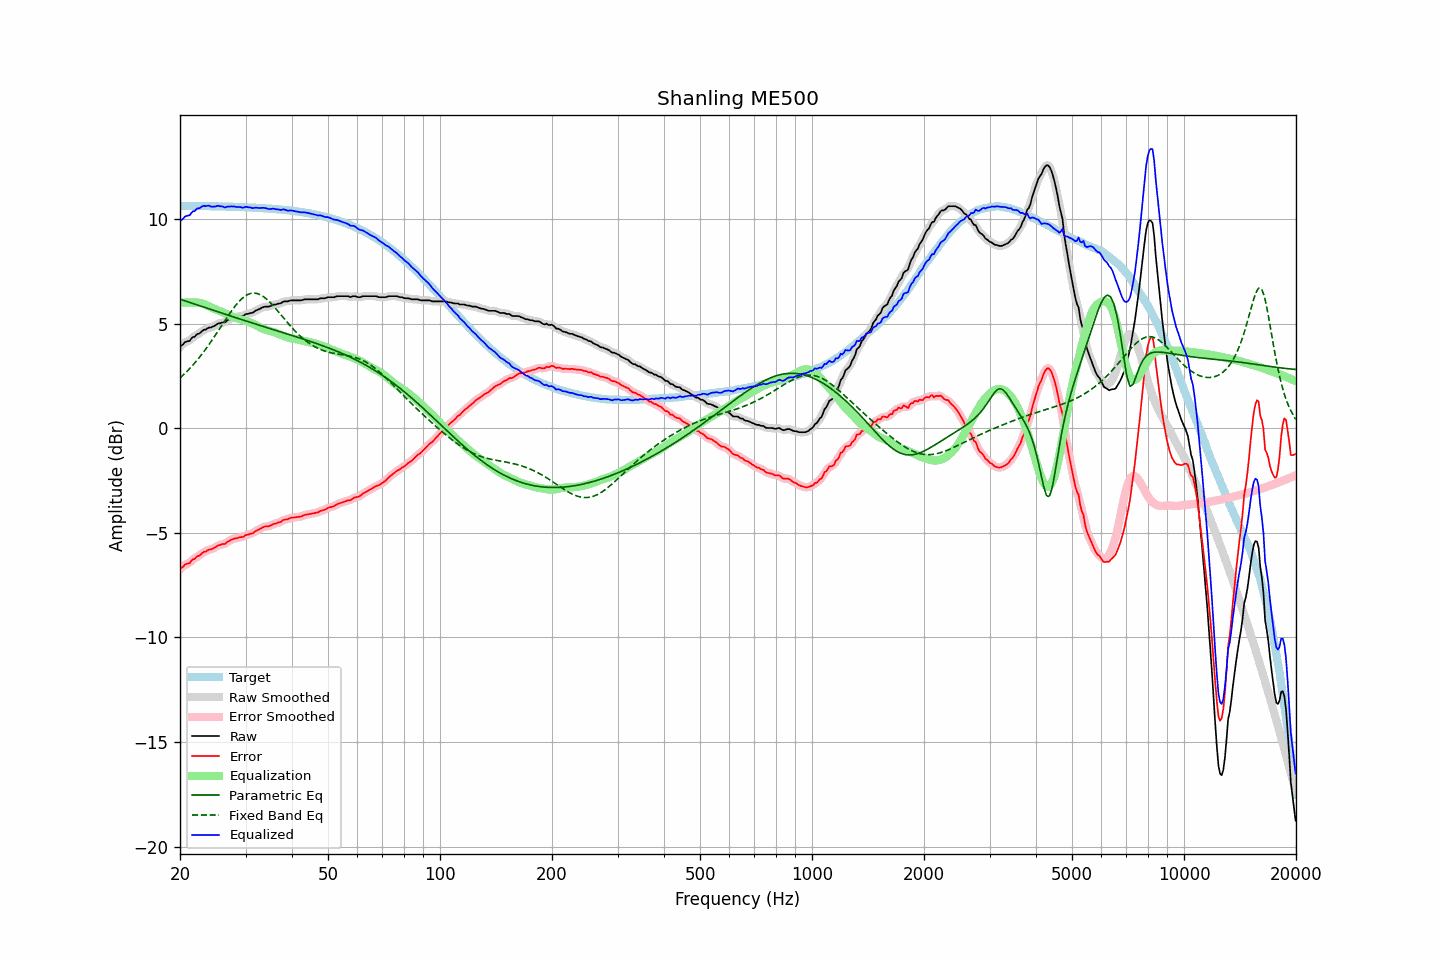 Shanling ME500
Amplitude (dBr)
10
5
0
−5
−10
−15
−20
Target
Raw Smoothed
Error Smoothed
Raw
Error
Equalization
Parametric Eq
Fixed Band Eq
Equalized
20 50 100 200 500 1000 2000 5000 10000 20000
Frequency (Hz)